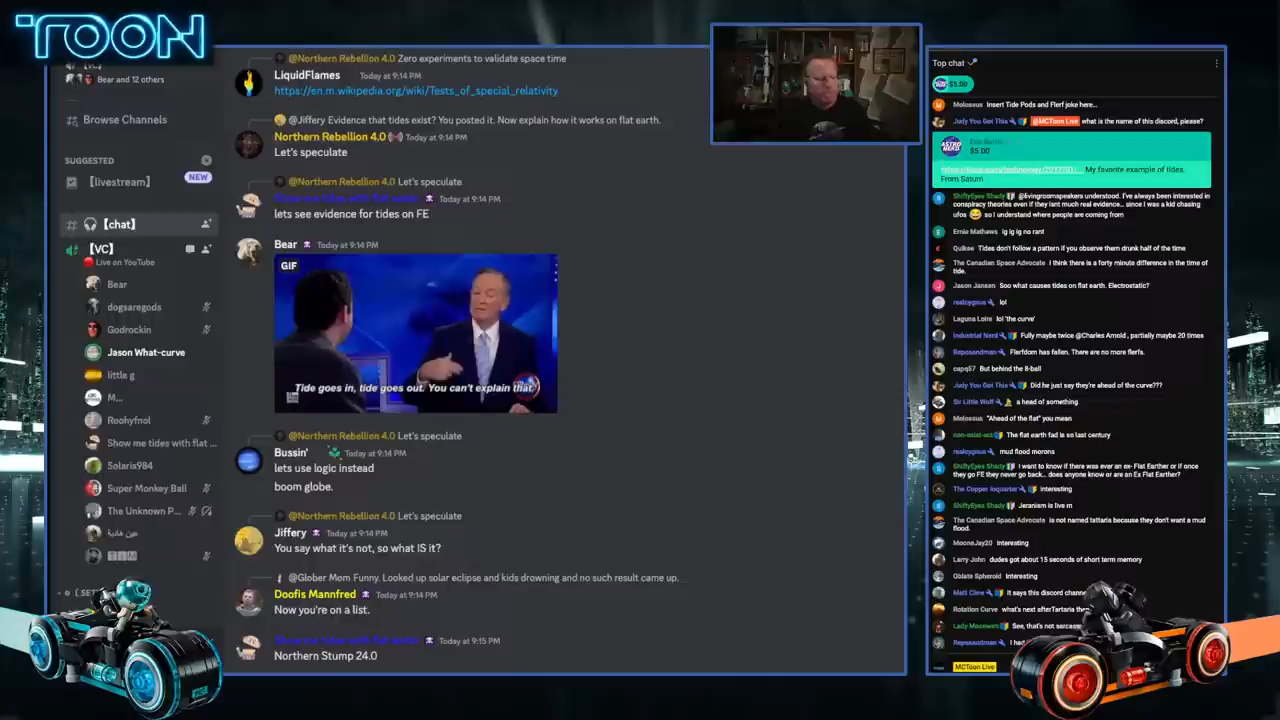 TOON
Bear and 12 others
Browse Channels
SUGGESTED
[livestream]
NEW
[chat]
[VC]
Live on YouTube
Bear
dogsaregods
Godrockin
Jason What-curve
little g
M...
Roohyfnol
Show me tides with flat ...
Solaris984
Super Monkey Ball
The Unknown P...
عين هادية
@Northern Rebellion 4.0 Zero experiments to validate space time
LiquidFlames Today at 9:14 PM
https://en.m.wikipedia.org/wiki/Tests_of_special_relativity
@Jiffery Evidence that tides exist? You posted it. Now explain how it works on flat earth.
Northern Rebellion 4.0 Today at 9:14 PM
Let's speculate
@Northern Rebellion 4.0 Let's speculate
Show me tides with flat water Today at 9:14 PM
lets see evidence for tides on FE
Bear Today at 9:14 PM
GIF
Tide goes in, tide goes out. You can't explain that.
@Northern Rebellion 4.0 Let's speculate
Bussin' Today at 9:14 PM
lets use logic instead
boom globe.
@Northern Rebellion 4.0 Let's speculate
Jiffery Today at 9:14 PM
You say what it's not, so what IS it?
@Glober Mom Funny. Looked up solar eclipse and kids drowning and no such result came up.
Doofis Mannfred Today at 9:14 PM
Now you're on a list.
Show me tides with flat water Today at 9:15 PM
Northern Stump 24.0
Top chat
$5.00
Molossus Insert Tide Pods and Flerf joke here...
Judy You Got This @MCToon Live what is the name of this discord, please?
ASTRO NERD
$5.00
My favorite example of tides.
From Saturn
ShiftyEyes Shady @livingroomspeakers understood. I've always been interested in
conspiracy theories even if they lant much real evidence... since I was a kid chasing
ufos so I understand where people are coming from
Ernie Mathews Ig ig ig no rant
Quikee Tides don't follow a pattern if you observe them drunk half of the time
The Canadian Space Advocate I think there is a forty minute difference in the time of
tide.
Jason Jansen Soo what causes tides on flat earth. Electrostatic?
realcygnus lol
Laguna Loire lol 'the curve'
Industrial Nerd Fully maybe twice @Charles Arnold , partially maybe 20 times
Reposandman Flerfdom has fallen. There are no more flerfs.
capq57 But behind the 8-ball
Judy You Got This Did he just say they're ahead of the curve???
Sir Little Wolf a head of something
Molossus "Ahead of the flat" you mean
non-exist-ent The flat earth fad is so last century
realcygnus mud flood morons
ShiftyEyes Shady I want to know if there was ever an ex- Flat Earther or if once
they go FE they never go back... does anyone know or are an Ex Flat Earther?
The Copper Inquarter interesting
ShiftyEyes Shady Jeranism is live m
The Canadian Space Advocate is not named tattaria because they don't want a mud
flood.
MooneJay20 Interesting
Larry John dudes got about 15 seconds of short term memory
Oblate Spheroid Interesting
Matt Cline It says this discord
Rotation Curve what's next afterTartaria
Lady Moonwers See, that's not
Reposandman I
MCToon Live